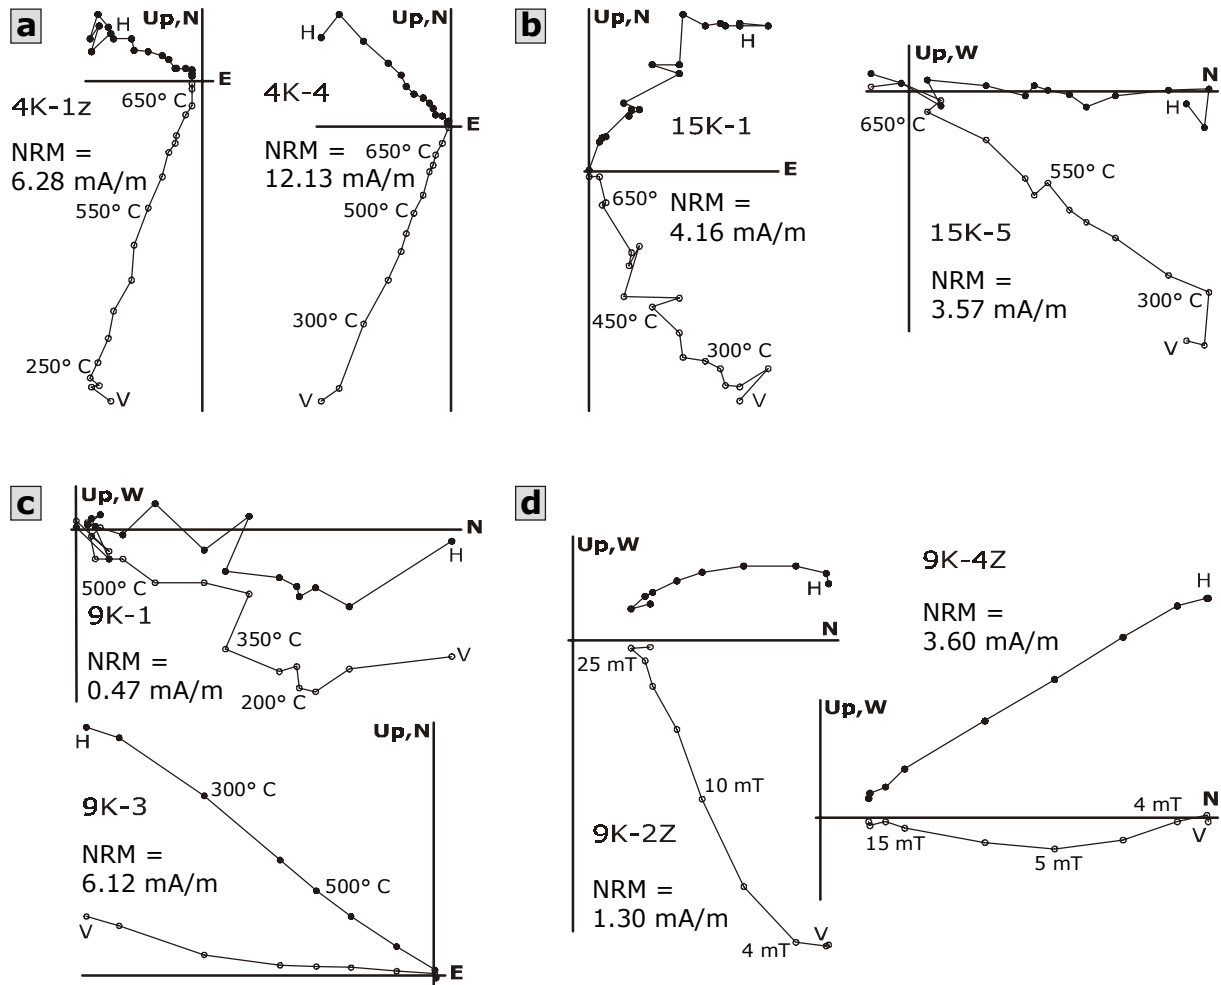 a
Up,N
H
E
650° C
4K-1z
NRM =
6.28 mA/m
550° C
250° C
V
Up,N
H
4K-4
E
650° C
NRM =
12.13 mA/m
500° C
300° C
V
b
H
15K-1
E
650°
NRM =
4.16 mA/m
450° C
300° C
V
Up,W
N
H
650° C
550° C
15K-5
NRM =
3.57 mA/m
300° C
V
c
Up,W
N
H
500° C
9K-1
350° C
V
NRM =
0.47 mA/m
200° C
Up,N
H
300° C
9K-3
NRM =
6.12 mA/m
500° C
V
E
d
Up,W
H
N
25 mT
10 mT
9K-2Z
NRM =
1.30 mA/m
4 mT
V
9K-4Z
H
NRM =
3.60 mA/m
Up,W
N
4 mT
15 mT
V
5 mT